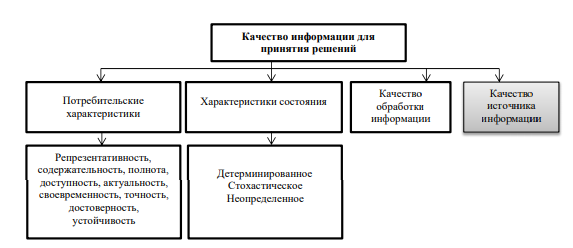 Качество информации для
принятия решений
Потребительские
характеристики
Характеристики состояния
Качество
обработки
информации
Качество
источника
информации
Репрезентативность,
содержательность, полнота,
доступность, актуальность,
своевременность, точность,
достоверность,
устойчивость
Детерминированное
Стохастическое
Неопределенное